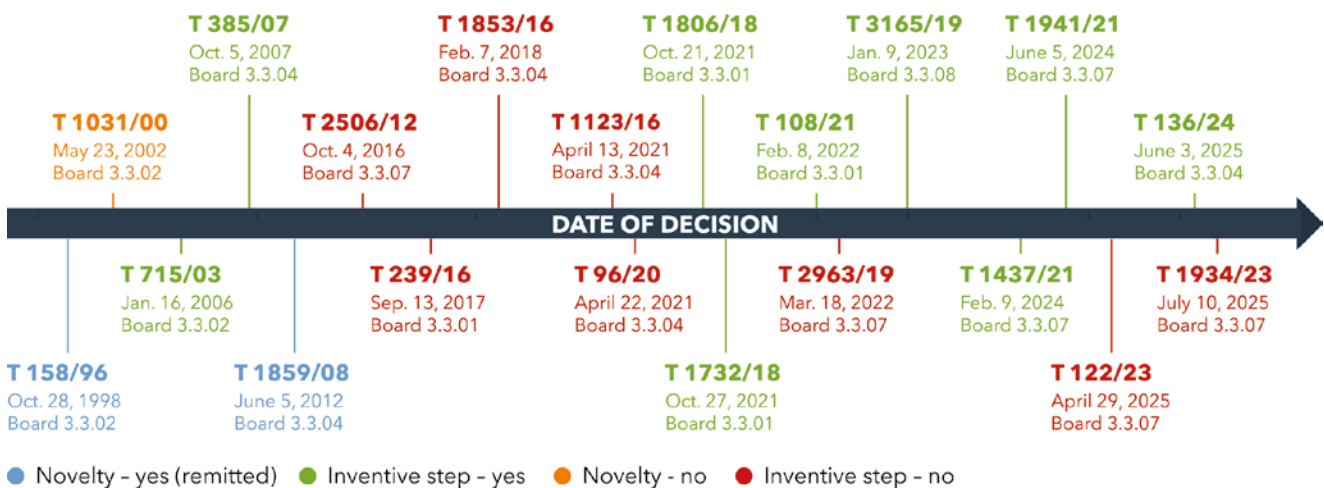 T 385/07
Oct. 5, 2007
Board 3.3.04
T 1853/16
Feb. 7, 2018
Board 3.3.04
T 1806/18
Oct. 21, 2021
Board 3.3.01
T 3165/19
Jan. 9, 2023
Board 3.3.08
T 1941/21
June 5, 2024
Board 3.3.07
T 1031/00
May 23, 2002
Board 3.3.02
T 2506/12
Oct. 4, 2016
Board 3.3.07
T 1123/16
April 13, 2021
Board 3.3.04
T 108/21
Feb. 8, 2022
Board 3.3.01
T 136/24
June 3, 2025
Board 3.3.04
DATE OF DECISION
T 715/03
Jan. 16, 2006
Board 3.3.02
T 239/16
Sep. 13, 2017
Board 3.3.01
T 96/20
April 22, 2021
Board 3.3.04
T 2963/19
Mar. 18, 2022
Board 3.3.07
T 1437/21
Feb. 9, 2024
Board 3.3.07
T 1934/23
July 10, 2025
Board 3.3.07
T 158/96
Oct. 28, 1998
Board 3.3.02
T 1859/08
June 5, 2012
Board 3.3.04
T 1732/18
Oct. 27, 2021
Board 3.3.01
T 122/23
April 29, 2025
Board 3.3.07
Novelty – yes (remitted)
Inventive step – yes
Novelty - no
Inventive step – no